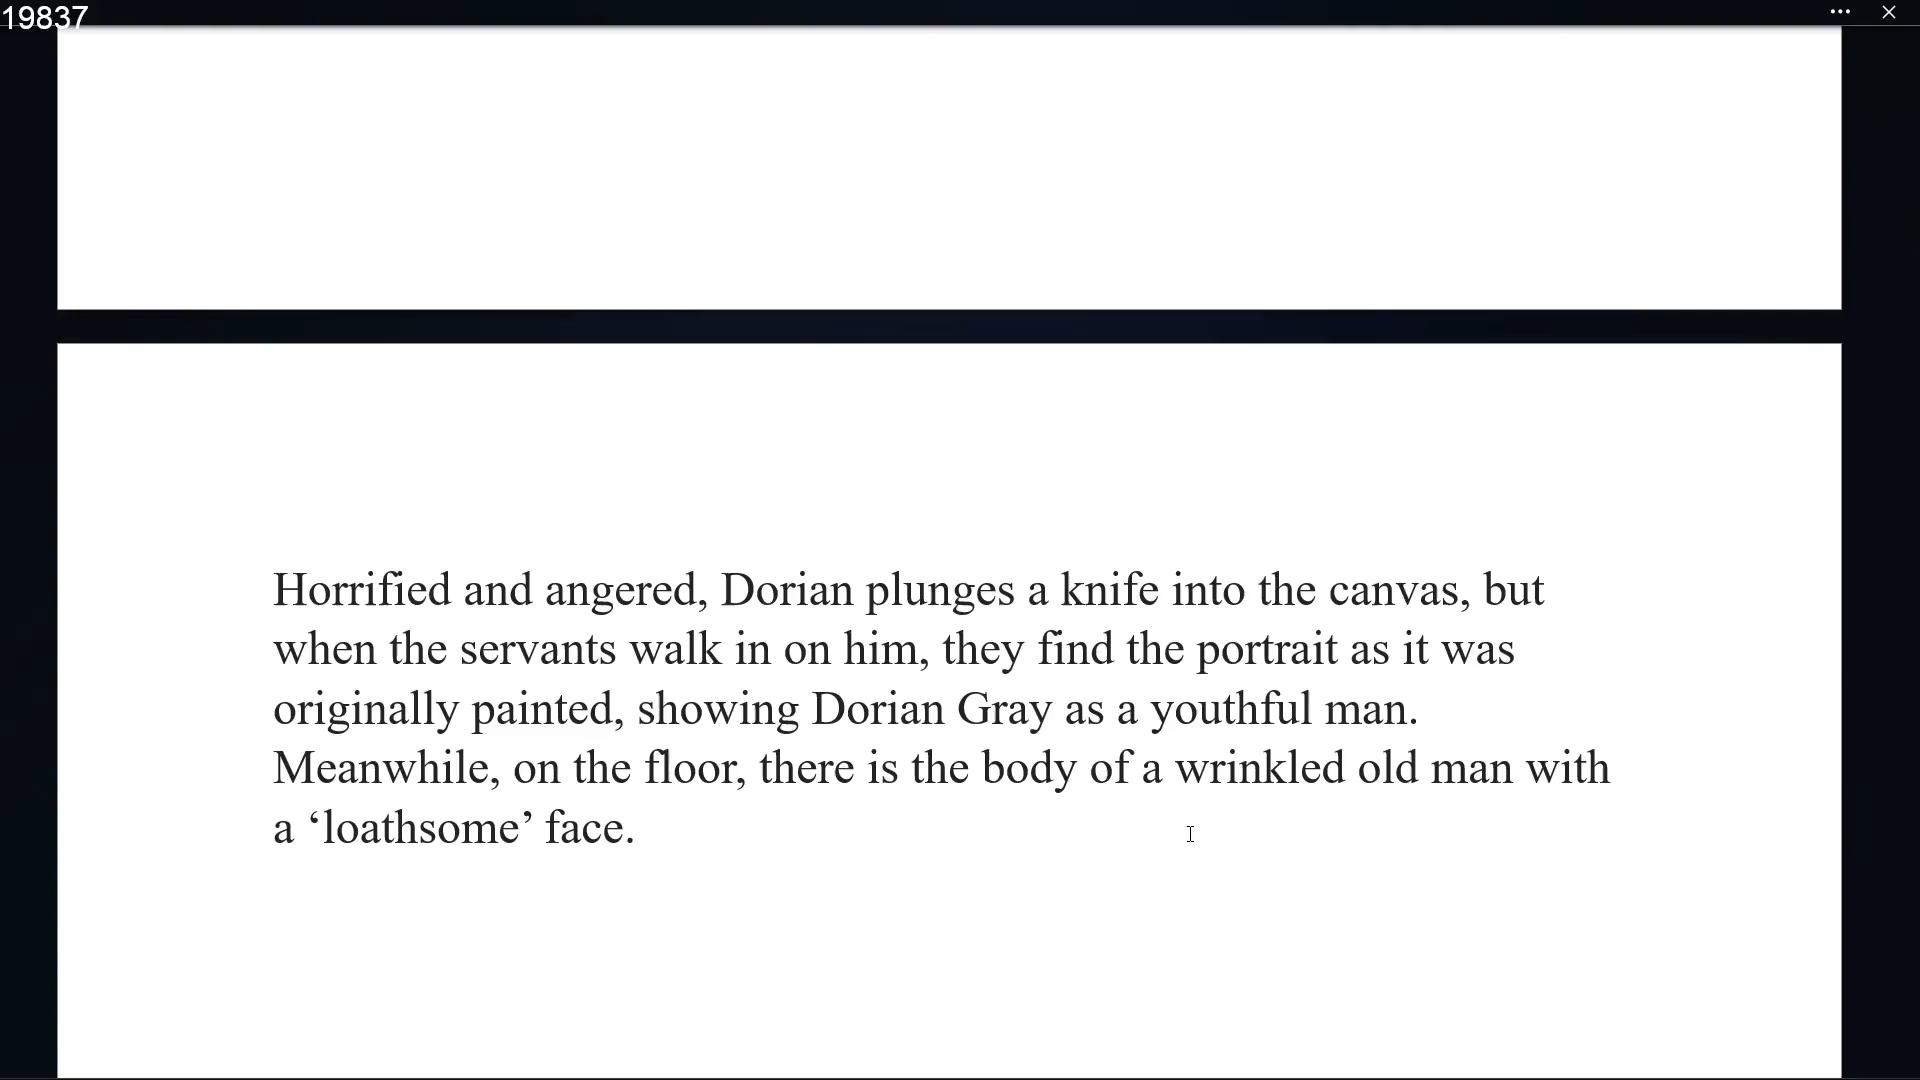 19837
Horrified and angered, Dorian plunges a knife into the canvas, but
when the servants walk in on him, they find the portrait as it was
originally painted, showing Dorian Gray as a youthful man.
Meanwhile, on the floor, there is the body of a wrinkled old man with
a ‘loathsome’ face.